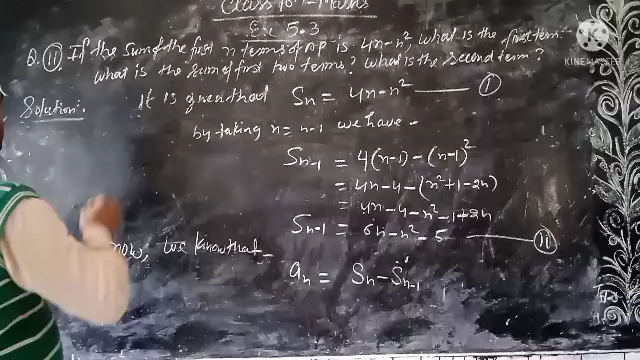 Class 10th - Maths
Ex 5.3
Q. 11 If the sum of the first n terms of AP is 4n-n², what is the first term
what is the sum of first two terms? What is the second term?
Solution:
It is given that Sn = 4n-n² — I
by taking n = n-1 we have -
Sn-1 = 4(n-1) - (n-1)²
= 4n-4-(n²+1-2n)
= 4n-4-n²-1+2n
Sn-1 = 6n-n²-5 — II
now, we know that -
an = Sn - Sn-1
KINEMASTER